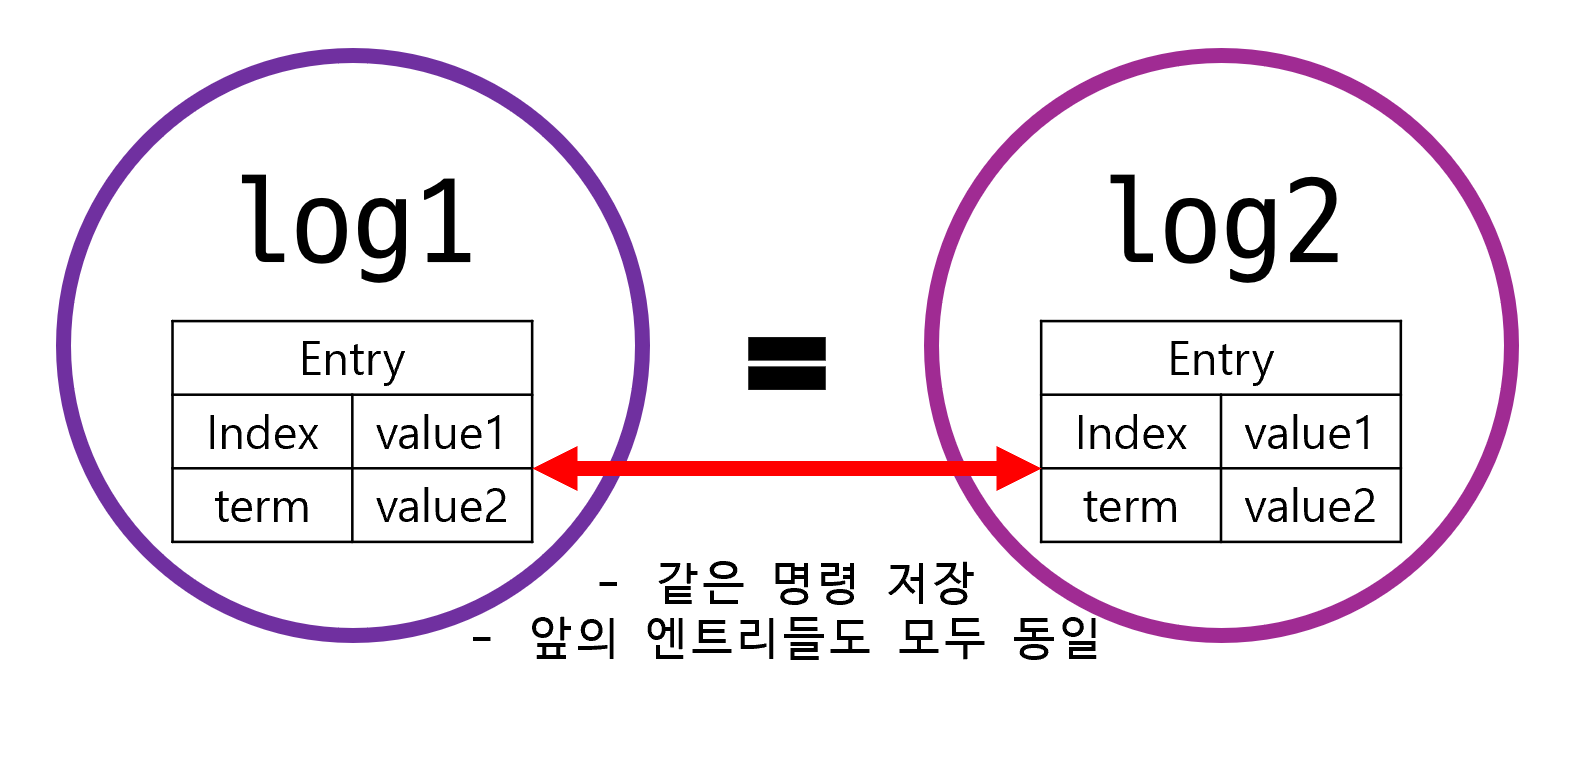 log1
Entry
Index value1
term value2
=
log2
Entry
Index value1
term value2
- 같은 명령 저장
- 앞의 엔트리들도 모두 동일